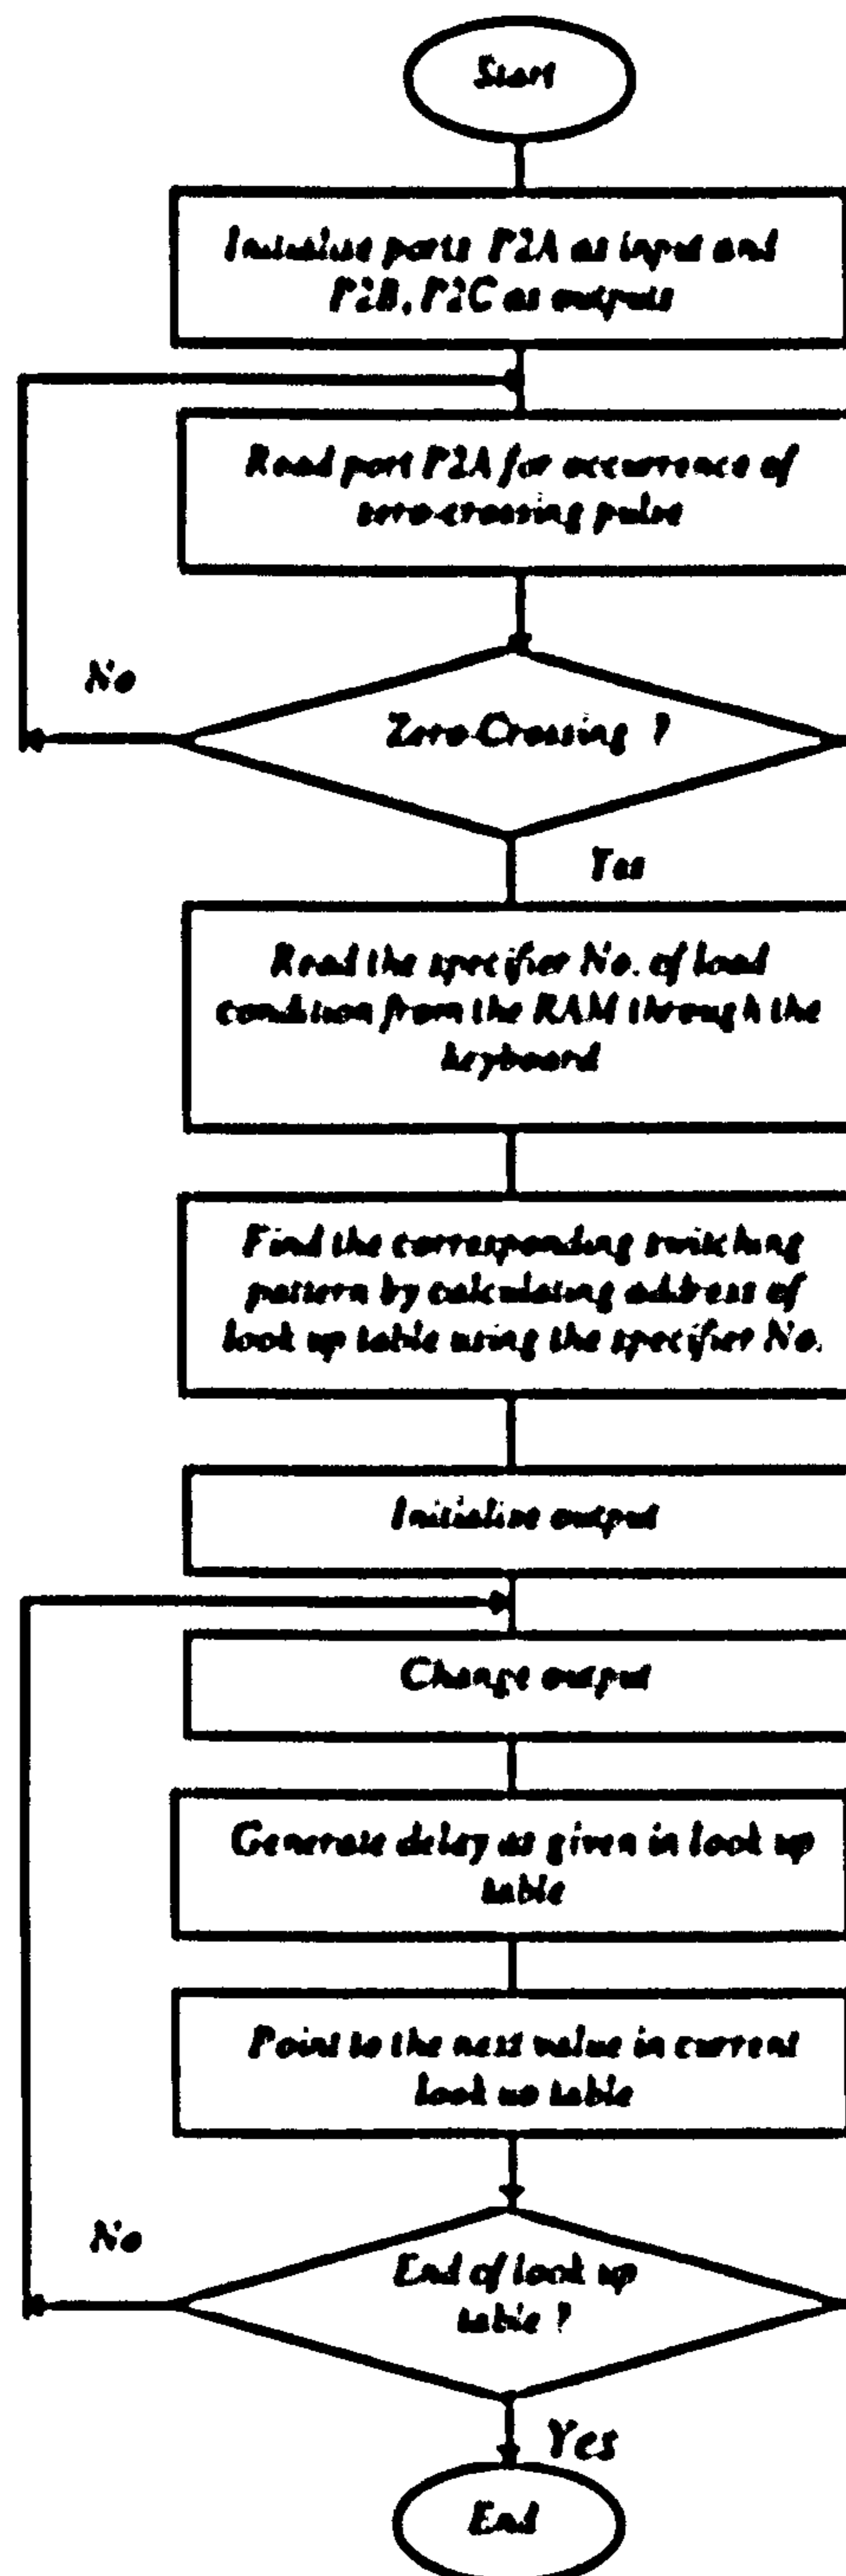 Start
Initialise ports P2A as input and
P2B, P2C as outputs
Read port P2A for occurrence of
zero-crossing pulse
No
Zero-Crossing ?
Yes
Read the specifier No. of load
condition from the RAM through the
keyboard
Find the corresponding switching
pattern by calculating address of
look up table using the specifier No.
Initialise output
Change output
Generate delay as given in look up
table
Point to the next value in current
look up table
No
End of look up
table ?
Yes
End